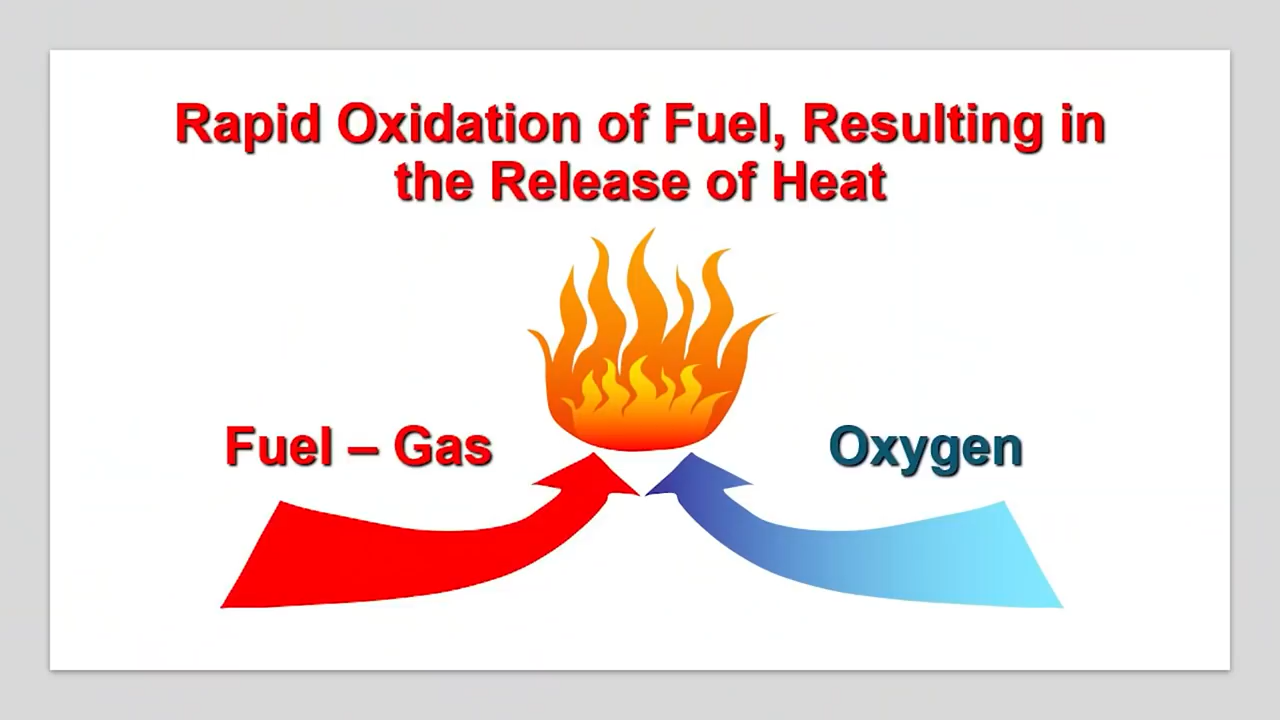 Rapid Oxidation of Fuel, Resulting in
the Release of Heat
Fuel – Gas
Oxygen